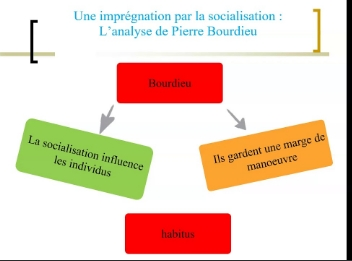 Une imprégnation par la socialisation :
L'analyse de Pierre Bourdieu
Bourdieu
La socialisation influence
les individus
Ils gardent une marge de
manoeuvre
habitus